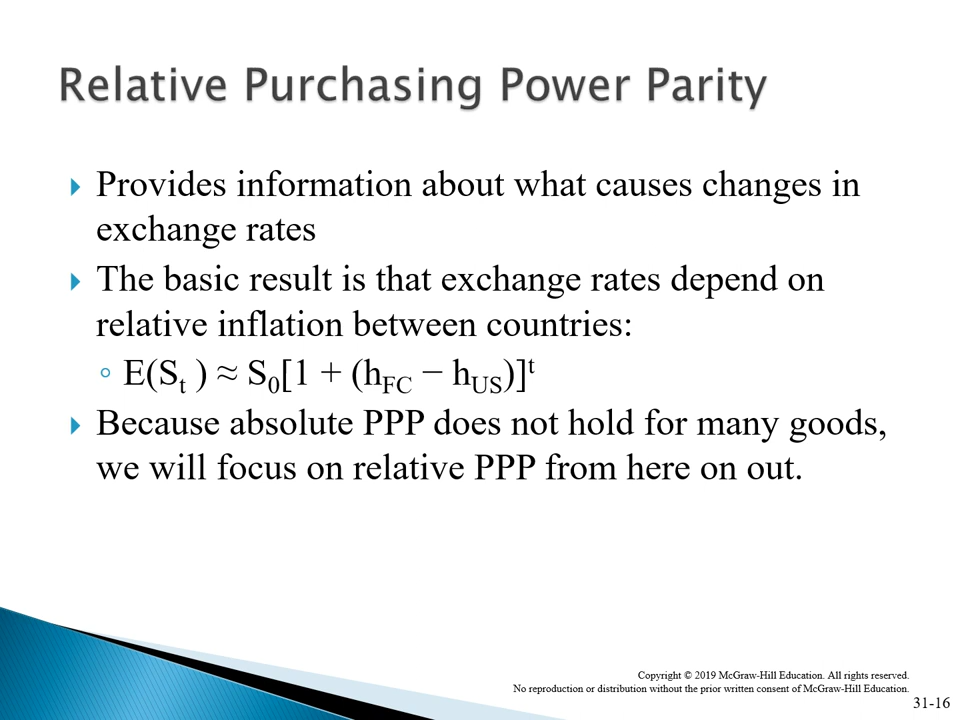 Relative Purchasing Power Parity
Provides information about what causes changes in
exchange rates
The basic result is that exchange rates depend on
relative inflation between countries:
E(Sₜ ) ≈ S₀[1 + (h_FC − h_US)]ᵗ
Because absolute PPP does not hold for many goods,
we will focus on relative PPP from here on out.
Copyright © 2019 McGraw-Hill Education. All rights reserved.
No reproduction or distribution without the prior written consent of McGraw-Hill Education.
31-16